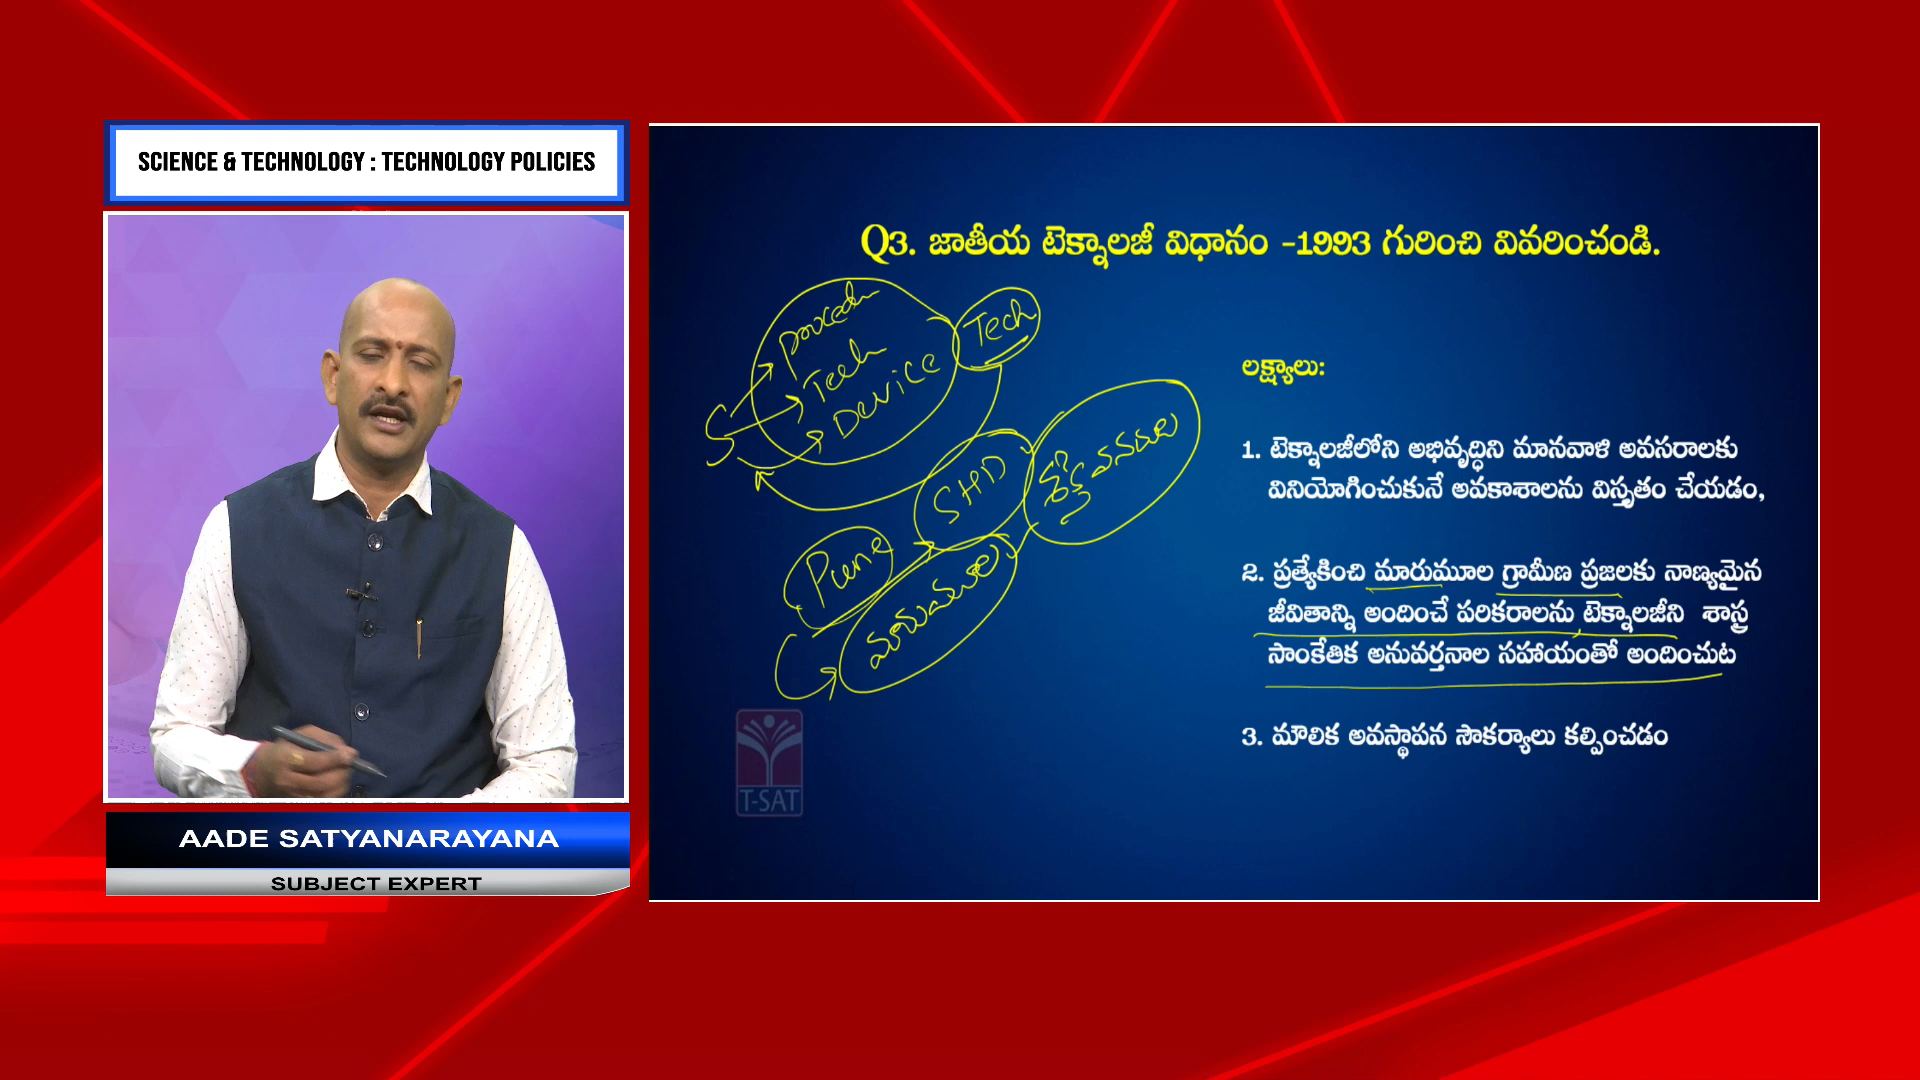 SCIENCE & TECHNOLOGY : TECHNOLOGY POLICIES
Q3. జాతీయ టెక్నాలజీ విధానం -1993 గురించి వివరించండి.
Tech
Tech
Device
S
లక్ష్యాలు:
1. టెక్నాలజీలోని అభివృద్ధిని మానవాళి అవసరాలకు
వినియోగించుకునే అవకాశాలను విస్తృతం చేయడం,
SHD
Pune
మారుమూల
2. ప్రత్యేకించి మారుమూల గ్రామీణ ప్రజలకు నాణ్యమైన
జీవితాన్ని అందించే పరికరాలను టెక్నాలజీని శాస్త్ర
సాంకేతిక అనువర్తనాల సహాయంతో అందించుట
3. మౌలిక అవస్థాపన సౌకర్యాలు కల్పించడం
T-SAT
AADE SATYANARAYANA
SUBJECT EXPERT